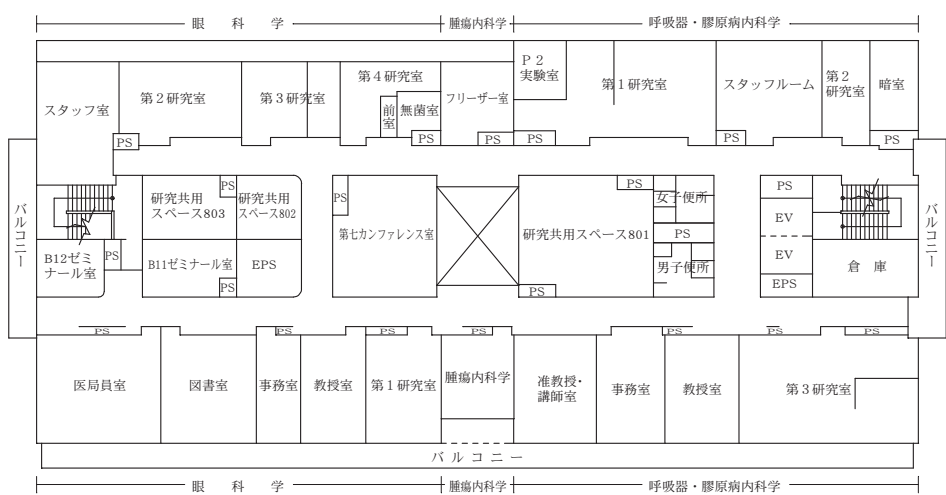 眼科学
腫瘍内科学
呼吸器・膠原病内科学
P2
実験室
第1研究室
スタッフルーム
第2
研究室
暗室
スタッフ室
第2研究室
第3研究室
第4研究室
前室
無菌室
フリーザー室
PS
PS
PS
PS
PS
PS
バルコニー
研究共用
スペース803
PS
研究共用
スペース802
PS
第七カンファレンス室
PS
研究共用スペース801
女子便所
PS
男子便所
PS
EV
EV
EPS
倉庫
バルコニー
B12ゼミ
ナール室
PS
B11ゼミナール室
PS
EPS
PS
PS
PS
PS
PS
PS
PS
PS
PS
医局員室
図書室
事務室
教授室
第1研究室
腫瘍内科学
准教授・
講師室
事務室
教授室
第3研究室
バルコニー
眼科学
腫瘍内科学
呼吸器・膠原病内科学